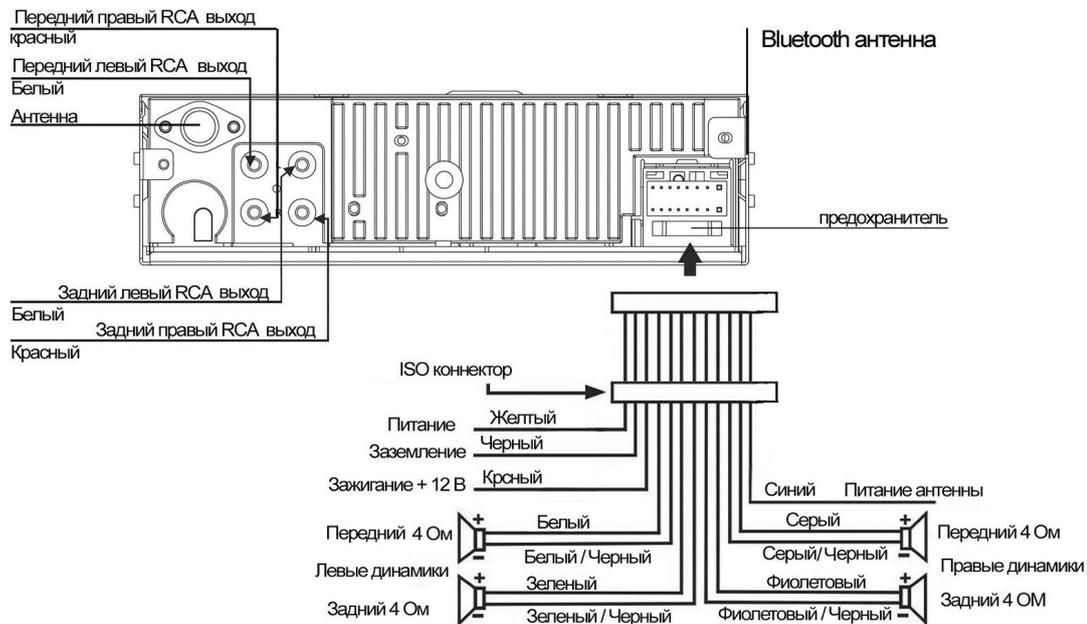 Передний правый RCA выход
красный
Bluetooth антенна
Передний левый RCA выход
Белый
Антенна
предохранитель
Задний левый RCA выход
Белый
Задний правый RCA выход
Красный
ISO коннектор
Питание
Желтый
Заземление
Черный
Зажигание + 12 В
Крсный
Синий
Питание антенны
Передний 4 Ом
+
-
Белый
Белый / Черный
Левые динамики
Задний 4 Ом
+
-
Зеленый
Зеленый / Черный
Серый
Серый/ Черный
+
-
Передний 4 Ом
Правые динамики
Фиолетовый
Фиолетовый / Черный
+
-
Задний 4 ОМ